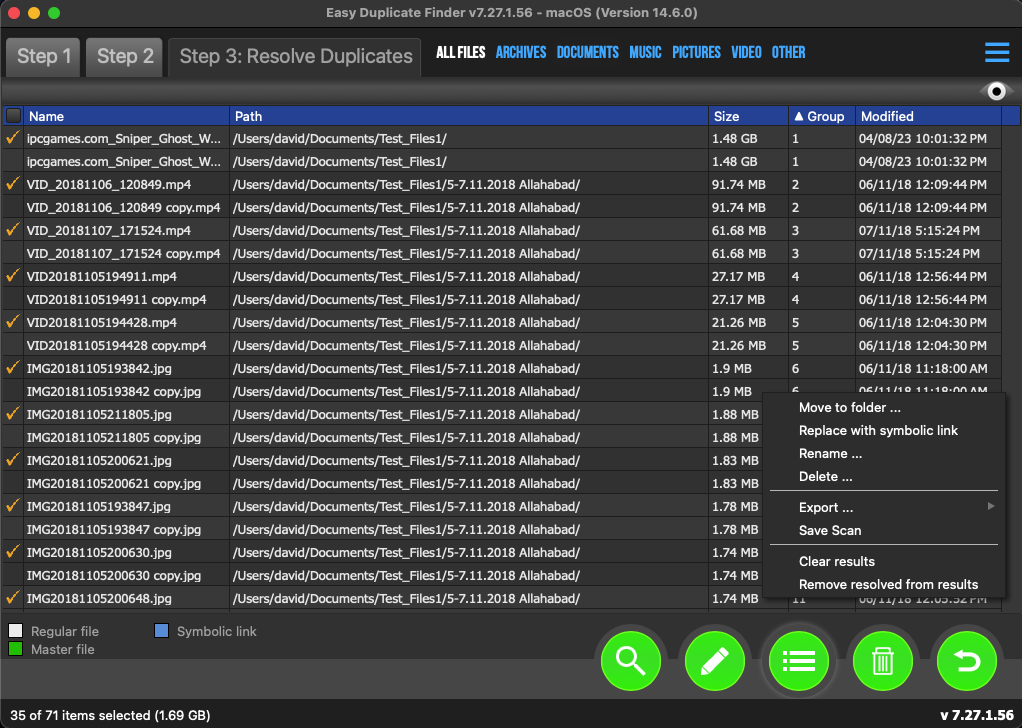 Easy Duplicate Finder v7.27.1.56 - macOS (Version 14.6.0)
Step 1 Step 2 Step 3: Resolve Duplicates ALL FILES ARCHIVES DOCUMENTS MUSIC PICTURES VIDEO OTHER
Name Path Size ▲ Group Modified
ipcgames.com_Sniper_Ghost_W... /Users/david/Documents/Test_Files1/ 1.48 GB 1 04/08/23 10:01:32 PM
ipcgames.com_Sniper_Ghost_W... /Users/david/Documents/Test_Files1/ 1.48 GB 1 04/08/23 10:01:32 PM
VID_20181106_120849.mp4 /Users/david/Documents/Test_Files1/5-7.11.2018 Allahabad/ 91.74 MB 2 06/11/18 12:09:44 PM
VID_20181106_120849 copy.mp4 /Users/david/Documents/Test_Files1/5-7.11.2018 Allahabad/ 91.74 MB 2 06/11/18 12:09:44 PM
VID_20181107_171524.mp4 /Users/david/Documents/Test_Files1/5-7.11.2018 Allahabad/ 61.68 MB 3 07/11/18 5:15:24 PM
VID_20181107_171524 copy.mp4 /Users/david/Documents/Test_Files1/5-7.11.2018 Allahabad/ 61.68 MB 3 07/11/18 5:15:24 PM
VID20181105194911.mp4 /Users/david/Documents/Test_Files1/5-7.11.2018 Allahabad/ 27.17 MB 4 06/11/18 12:56:44 PM
VID20181105194911 copy.mp4 /Users/david/Documents/Test_Files1/5-7.11.2018 Allahabad/ 27.17 MB 4 06/11/18 12:56:44 PM
VID20181105194428.mp4 /Users/david/Documents/Test_Files1/5-7.11.2018 Allahabad/ 21.26 MB 5 06/11/18 12:04:30 PM
VID20181105194428 copy.mp4 /Users/david/Documents/Test_Files1/5-7.11.2018 Allahabad/ 21.26 MB 5 06/11/18 12:04:30 PM
IMG20181105193842.jpg /Users/david/Documents/Test_Files1/5-7.11.2018 Allahabad/ 1.9 MB 6 06/11/18 11:18:00 AM
IMG20181105193842 copy.jpg /Users/david/Documents/Test_Files1/5-7.11.2018 Allahabad/ 1.9 MB 6 06/11/18 11:18:00 AM
IMG20181105211805.jpg /Users/david/Documents/Test_Files1/5-7.11.2018 Allahabad/ 1.88 MB
IMG20181105211805 copy.jpg /Users/david/Documents/Test_Files1/5-7.11.2018 Allahabad/ 1.88 MB
IMG20181105200621.jpg /Users/david/Documents/Test_Files1/5-7.11.2018 Allahabad/ 1.83 MB
IMG20181105200621 copy.jpg /Users/david/Documents/Test_Files1/5-7.11.2018 Allahabad/ 1.83 MB
IMG20181105193847.jpg /Users/david/Documents/Test_Files1/5-7.11.2018 Allahabad/ 1.78 MB
IMG20181105193847 copy.jpg /Users/david/Documents/Test_Files1/5-7.11.2018 Allahabad/ 1.78 MB
IMG20181105200630.jpg /Users/david/Documents/Test_Files1/5-7.11.2018 Allahabad/ 1.74 MB
IMG20181105200630 copy.jpg /Users/david/Documents/Test_Files1/5-7.11.2018 Allahabad/ 1.74 MB
IMG20181105200648.jpg /Users/david/Documents/Test_Files1/5-7.11.2018 Allahabad/ 1.74 MB 11
Move to folder ...
Replace with symbolic link
Rename ...
Delete ...
Export ...
Save Scan
Clear results
Remove resolved from results
Regular file Symbolic link
Master file
35 of 71 items selected (1.69 GB) v 7.27.1.56